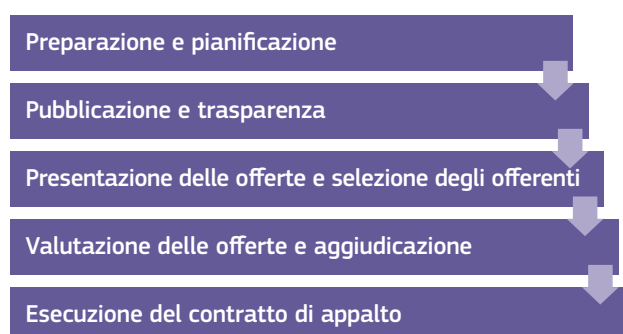 Preparazione e pianificazione
Pubblicazione e trasparenza
Presentazione delle offerte e selezione degli offerenti
Valutazione delle offerte e aggiudicazione
Esecuzione del contratto di appalto